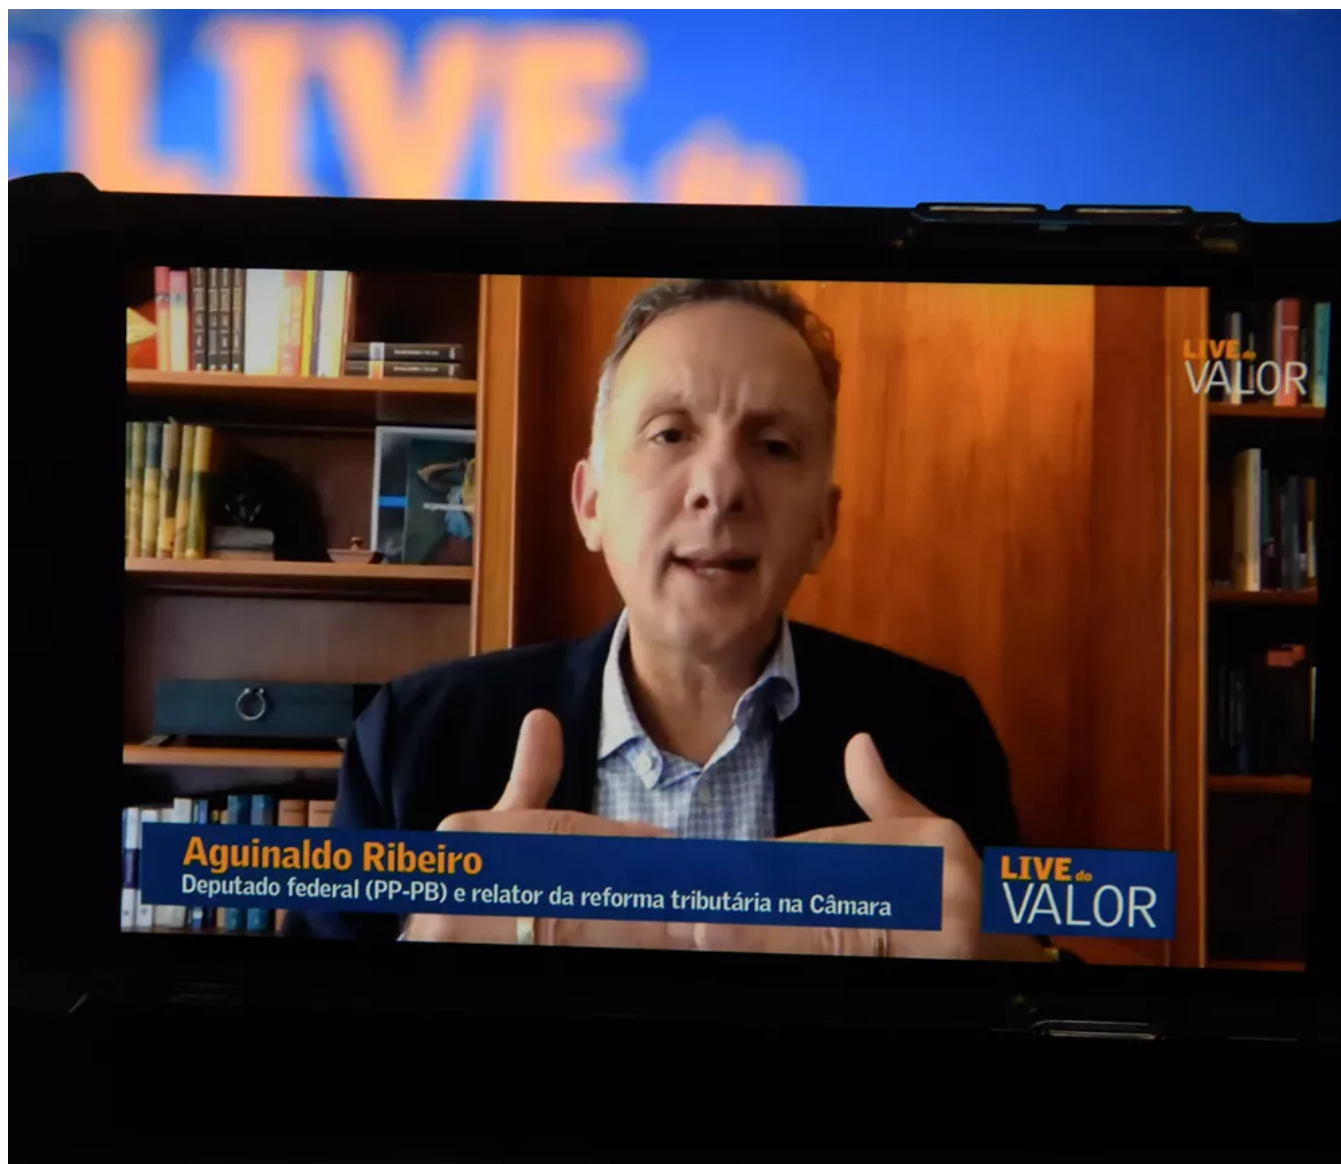 LIVE do
LIVE do
VALOR
Aguinaldo Ribeiro
Deputado federal (PP-PB) e relator da reforma tributária na Câmara
LIVE do
VALOR